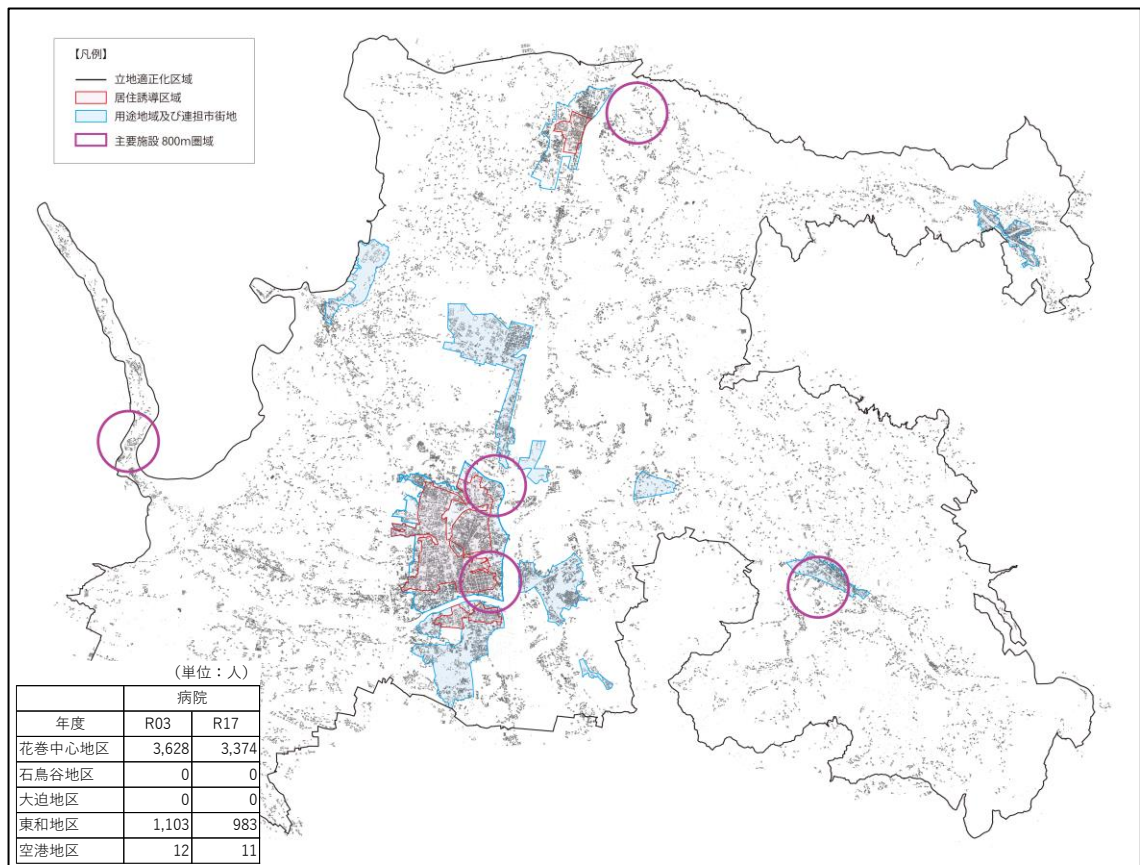 【凡例】
立地適正化区域
居住誘導区域
用途地域及び連担市街地
主要施設 800m圏域
（単位：人）
病院
年度 R03 R17
花巻中心地区 3,628 3,374
石鳥谷地区 0 0
大迫地区 0 0
東和地区 1,103 983
空港地区 12 11